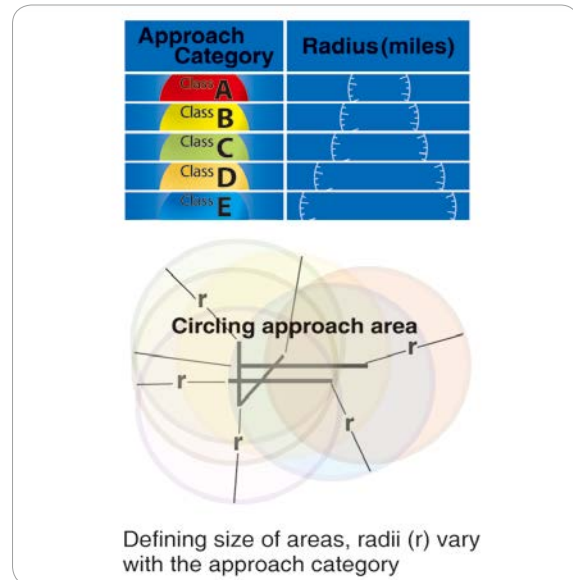 Approach
Category
Radius (miles)
Class A
Class B
Class C
Class D
Class E
r
Circling approach area
r
r
r
r
Defining size of areas, radii (r) vary
with the approach category